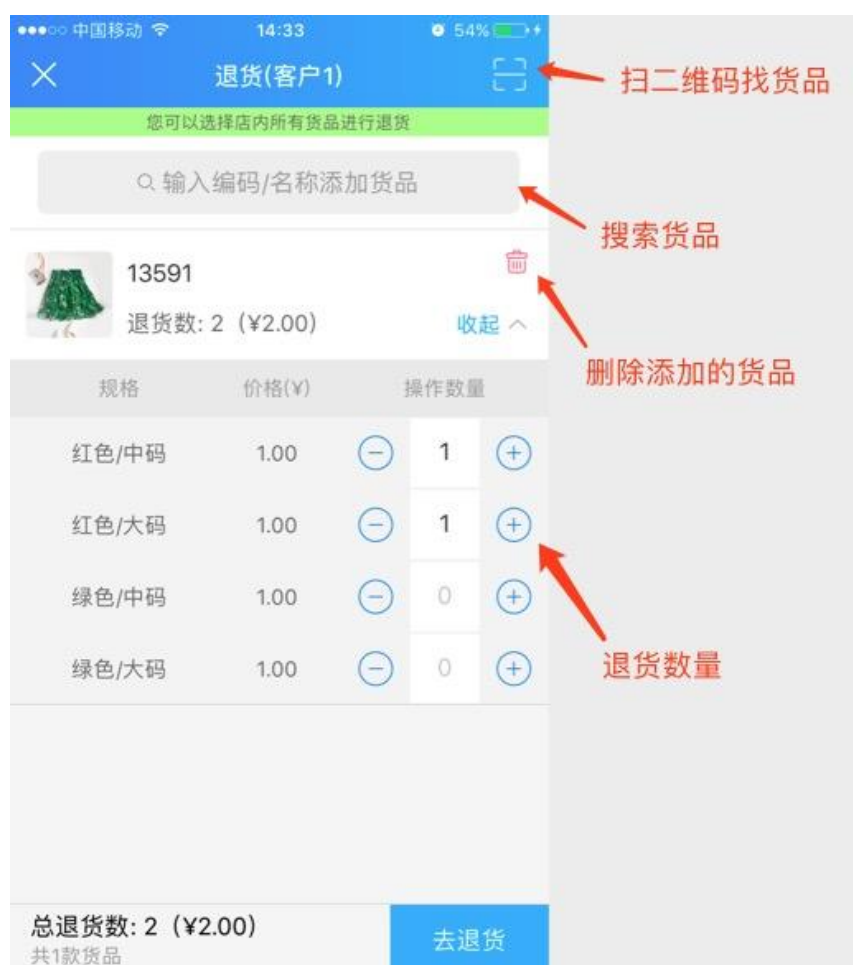 中国移动 14:33 54%
退货(客户1)
扫二维码找货品
您可以选择店内所有货品进行退货
输入编码/名称添加货品
搜索货品
13591
退货数: 2（¥2.00）
收起
删除添加的货品
规格 价格(¥) 操作数量
红色/中码 1.00 1
红色/大码 1.00 1
绿色/中码 1.00 0
退货数量
绿色/大码 1.00 0
总退货数: 2（¥2.00）
共1款货品
去退货